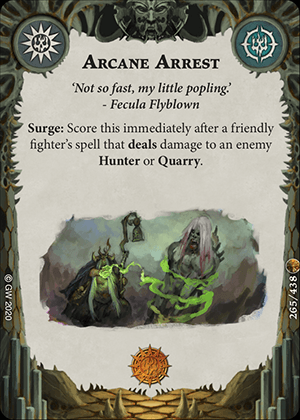 Arcane Arrest
‘Not so fast, my little popling.’
- Fecula Flyblown
Surge: Score this immediately after a friendly
fighter’s spell that deals damage to an enemy
Hunter or Quarry.
© GW 2020
265/438